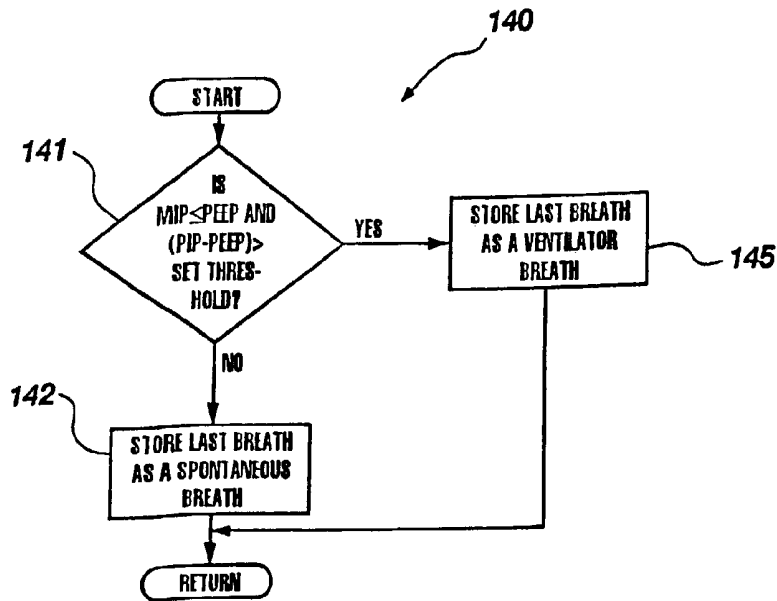 140
START
141
IS
MIP≤PEEP AND
(PIP-PEEP)>
SET THRES-
HOLD?
YES
STORE LAST BREATH
AS A VENTILATOR
BREATH
145
NO
142
STORE LAST BREATH
AS A SPONTANEOUS
BREATH
RETURN